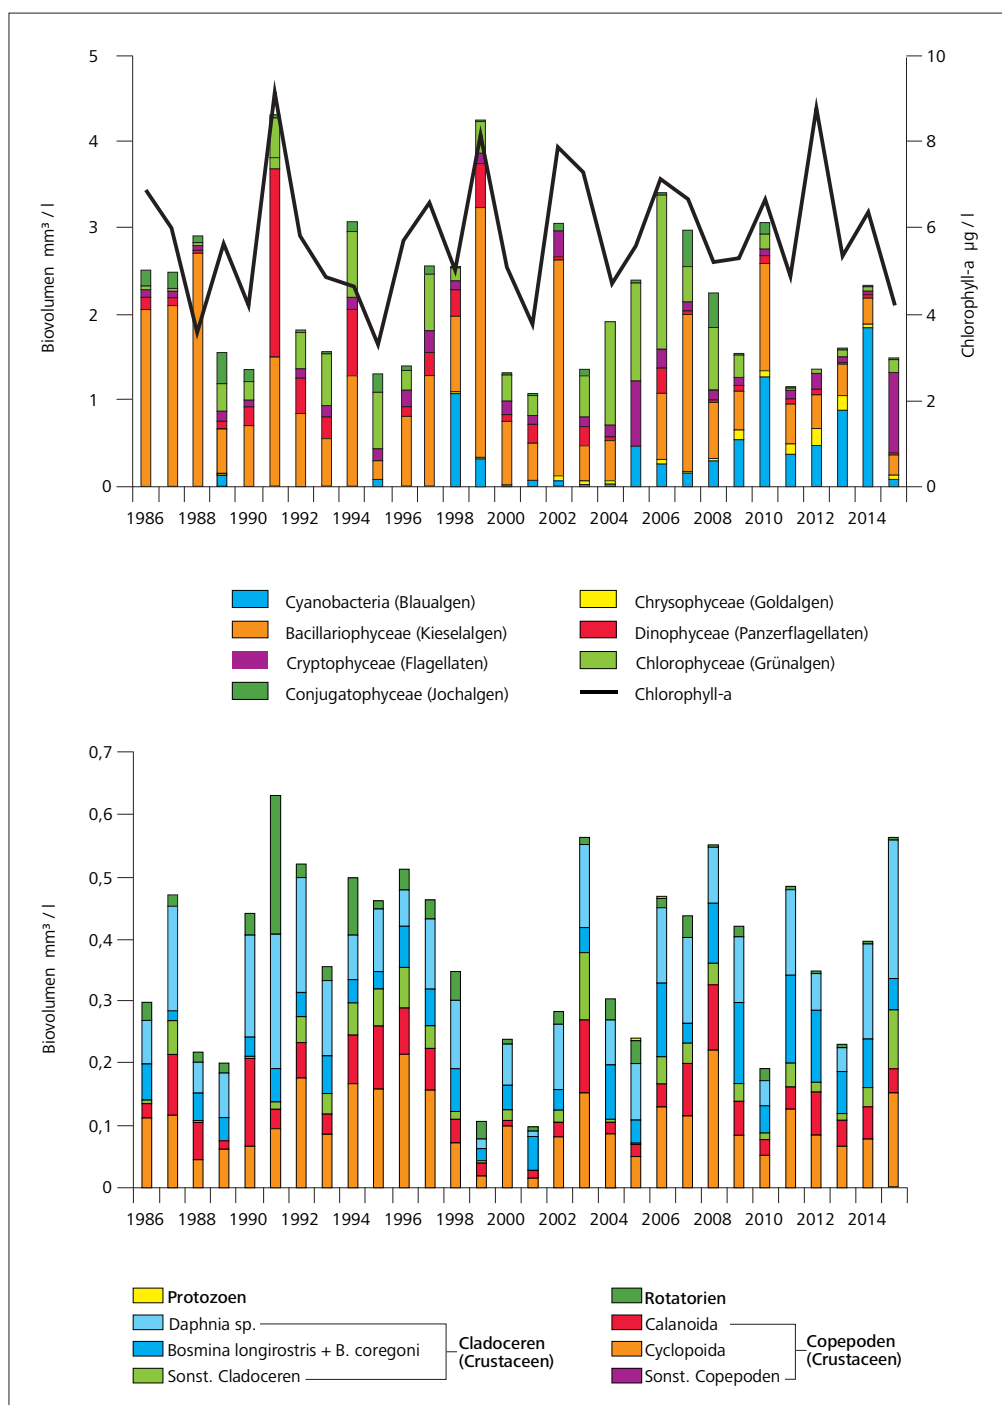 Biovolumen mm³ / l
Chlorophyll-a µg / l
5
4
3
2
1
0
10
8
6
4
2
0
1986 1988 1990 1992 1994 1996 1998 2000 2002 2004 2006 2008 2010 2012 2014
Cyanobacteria (Blaualgen)
Chrysophyceae (Goldalgen)
Bacillariophyceae (Kieselalgen)
Dinophyceae (Panzerflagellaten)
Cryptophyceae (Flagellaten)
Chlorophyceae (Grünalgen)
Conjugatophyceae (Jochalgen)
Chlorophyll-a
Biovolumen mm³ / l
0,7
0,6
0,5
0,4
0,3
0,2
0,1
0
1986 1988 1990 1992 1994 1996 1998 2000 2002 2004 2006 2008 2010 2012 2014
Protozoen
Daphnia sp.
Bosmina longirostris + B. coregoni
Sonst. Cladoceren
Cladoceren
(Crustaceen)
Rotatorien
Calanoida
Cyclopoida
Sonst. Copepoden
Copepoden
(Crustaceen)